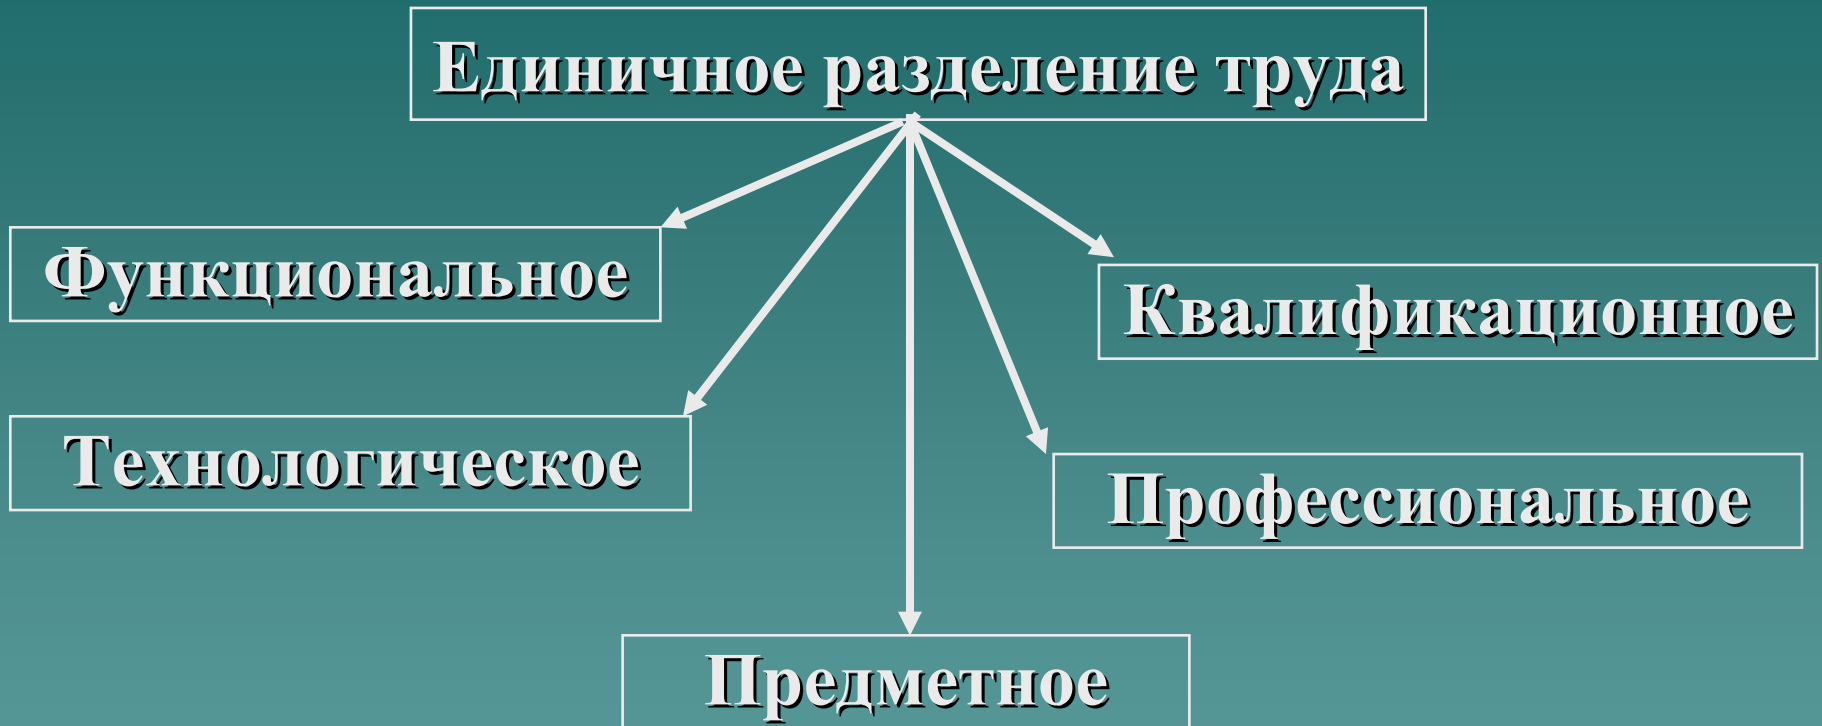 Единичное разделение труда
Функциональное
Квалификационное
Технологическое
Профессиональное
Предметное